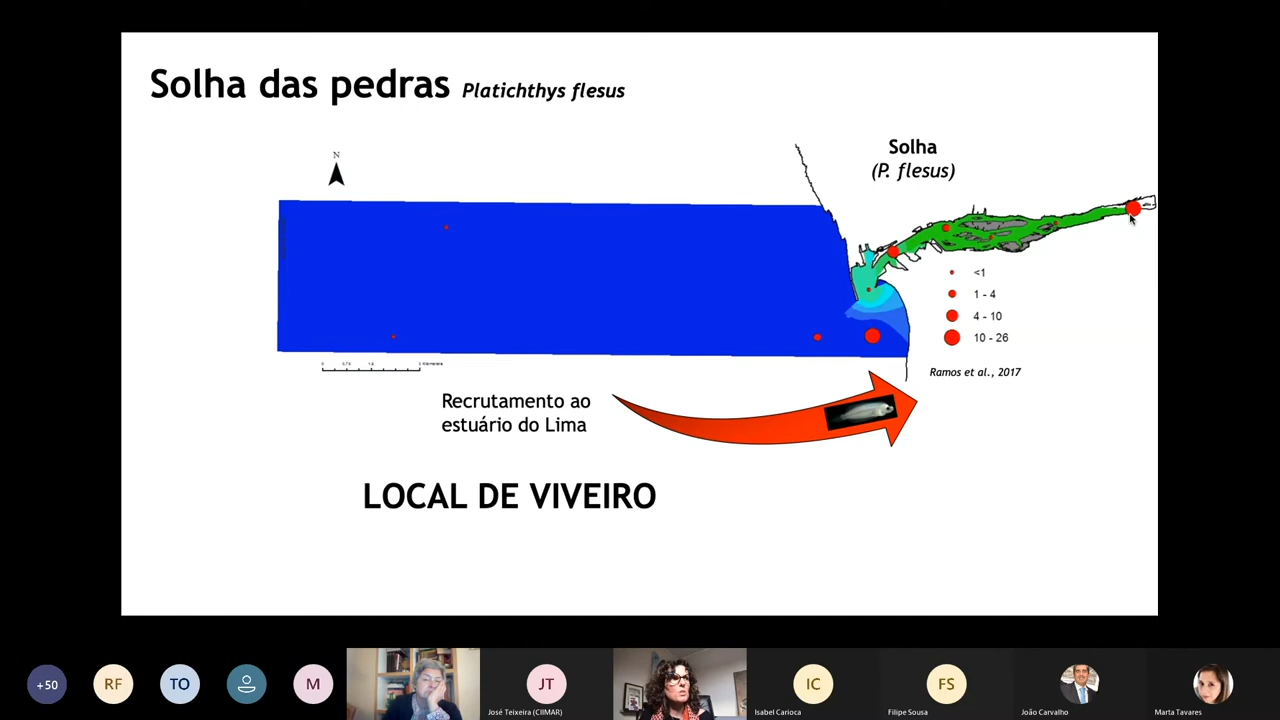 Solha das pedras Platichthys flesus
N
Solha
(P. flesus)
<1
1 - 4
4 - 10
10 - 26
Ramos et al., 2017
Recrutamento ao
estuário do Lima
LOCAL DE VIVEIRO
+50
RF
TO
M
JT
José Teixeira (CIIMAR)
IC
Isabel Carioca
FS
Filipe Sousa
João Carvalho
Marta Tavares